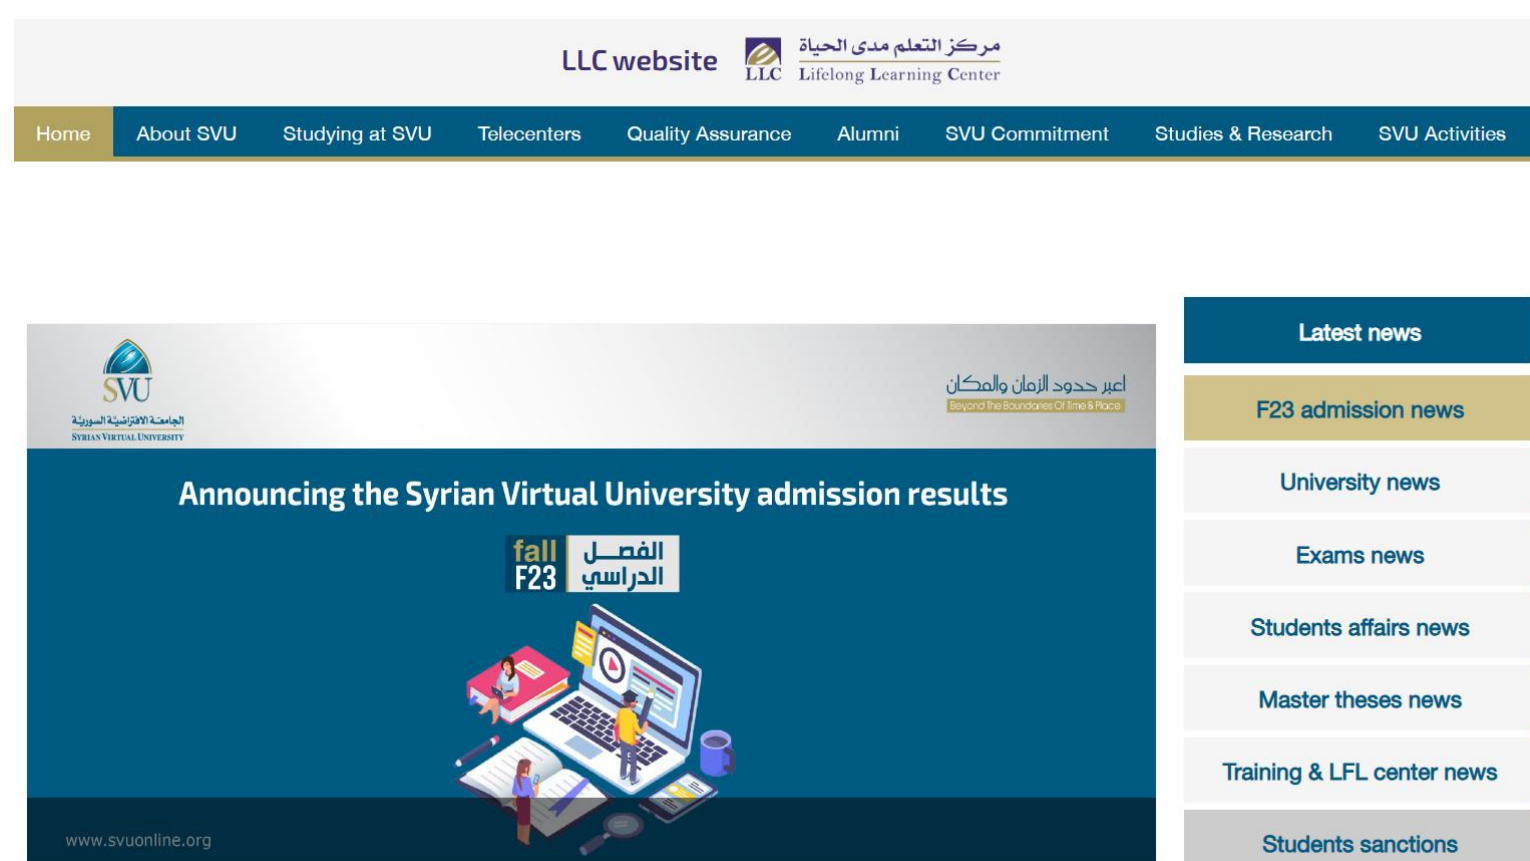 LLC website
مركز التعلم مدى الحياة
LLC Lifelong Learning Center
Home About SVU Studying at SVU Telecenters Quality Assurance Alumni SVU Commitment Studies & Research SVU Activities
SVU
الجامعة الافتراضية السورية
SYRIAN VIRTUAL UNIVERSITY
اعبر حدود الزمان والمكان
Beyond The Boundaries Of Time & Place
Announcing the Syrian Virtual University admission results
fall
F23
الفصل
الدراسي
www.svuonline.org
Latest news
F23 admission news
University news
Exams news
Students affairs news
Master theses news
Training & LFL center news
Students sanctions